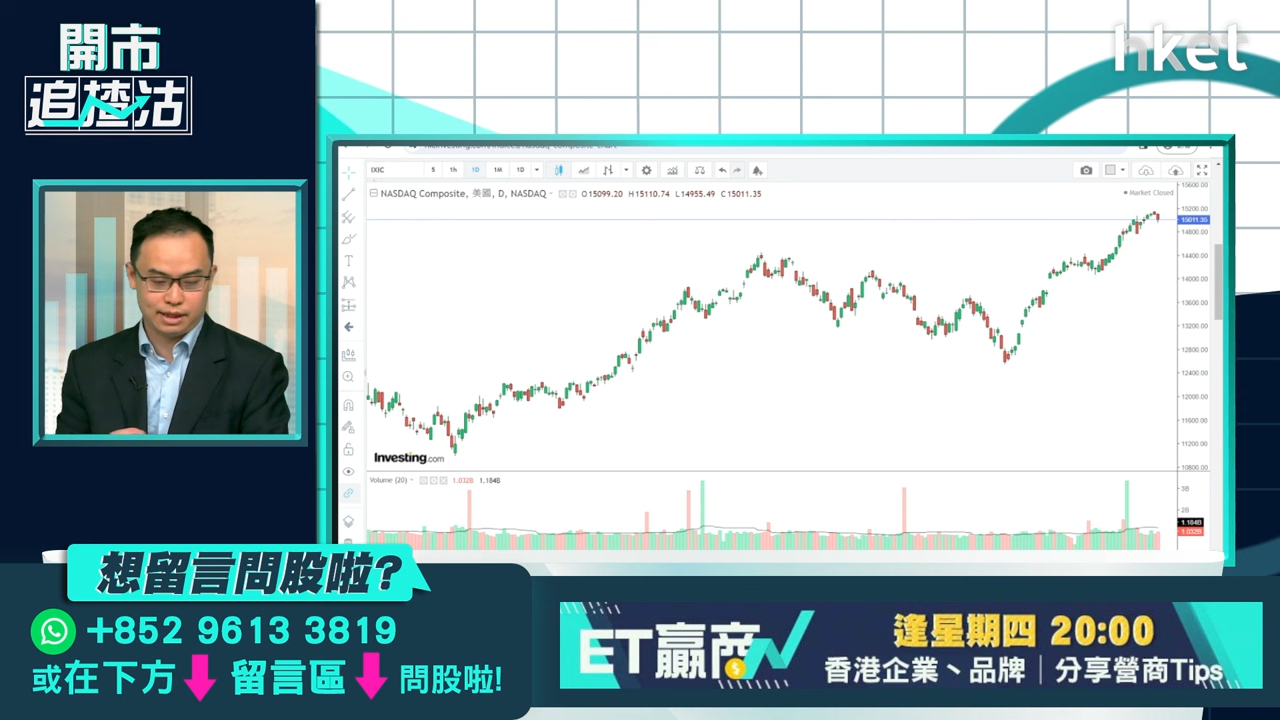 開市
追揸沽
hket
IXIC
5 1h 1D 1M 1D
NASDAQ Composite, 美國, D, NASDAQ O15099.20 H15110.74 L14955.49 C15011.35
Market Closed
15600.00
15200.00
15011.35
14800.00
14400.00
14000.00
13600.00
13200.00
12800.00
12400.00
12000.00
11600.00
11200.00
10800.00
Investing.com
Volume (20) 1.032B 1.184B
3B
2B
1.184B
1.032B
想留言問股啦?
+852 9613 3819
或在下方 留言區 問股啦!
ET贏商
逢星期四 20:00
香港企業、品牌｜分享營商Tips